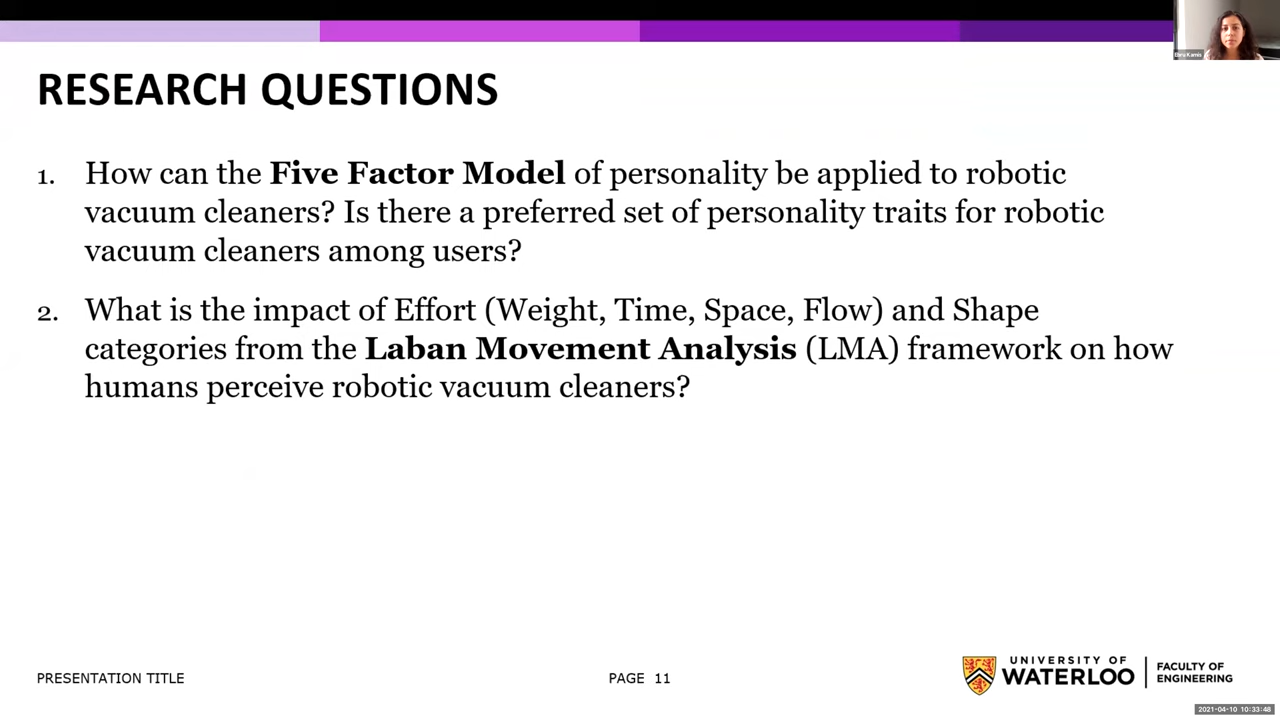 RESEARCH QUESTIONS
1. How can the Five Factor Model of personality be applied to robotic
vacuum cleaners? Is there a preferred set of personality traits for robotic
vacuum cleaners among users?
2. What is the impact of Effort (Weight, Time, Space, Flow) and Shape
categories from the Laban Movement Analysis (LMA) framework on how
humans perceive robotic vacuum cleaners?
PRESENTATION TITLE
PAGE 11
UNIVERSITY OF
WATERLOO
FACULTY OF
ENGINEERING
2021-04-10 10:33:48